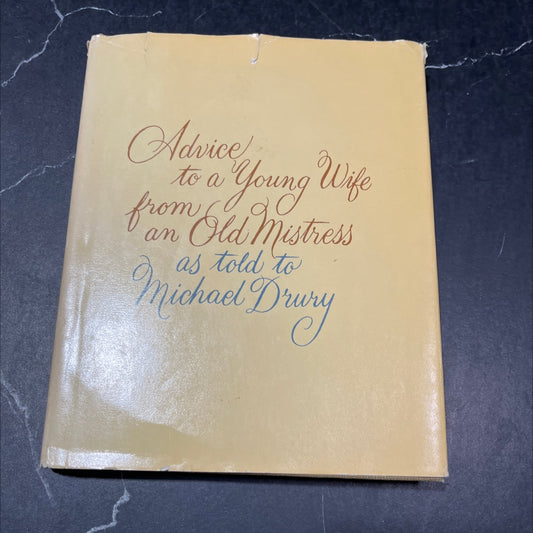 Advice
to a Young Wife
from
an Old Mistress
as told to
Michael Drury